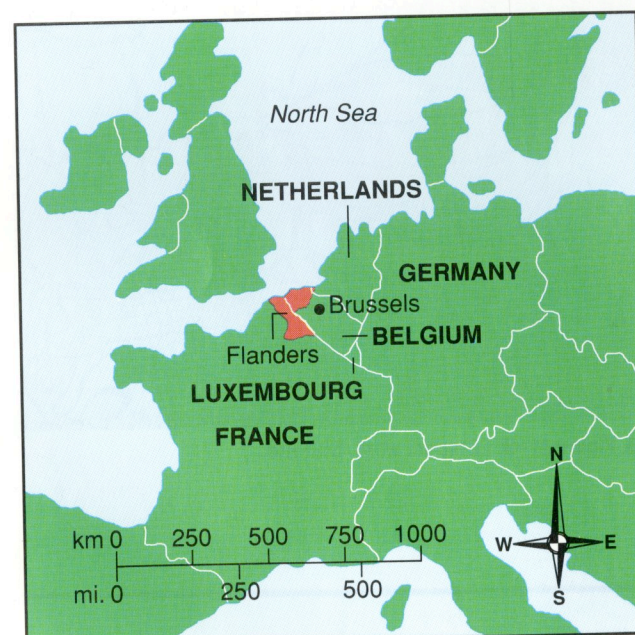 North Sea
NETHERLANDS
GERMANY
Brussels
BELGIUM
Flanders
LUXEMBOURG
FRANCE
N
W E
S
km 0 250 500 750 1000
mi. 0 250 500